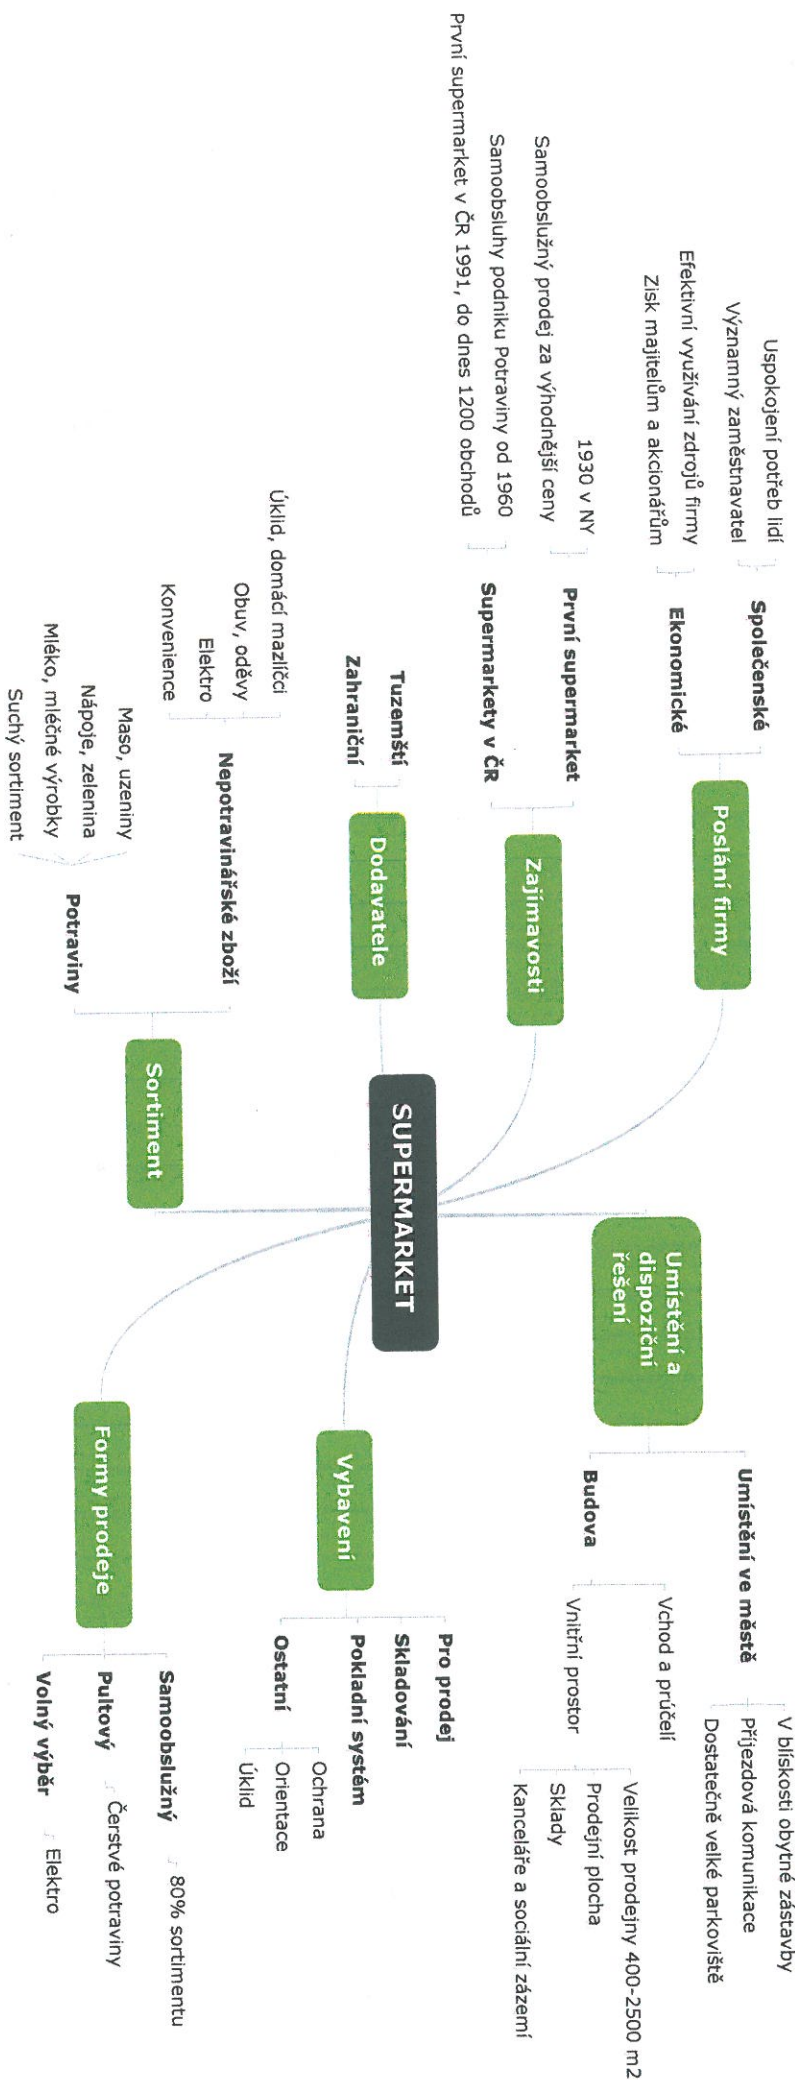 SUPERMARKET
Poslání firmy
Společenské
Uspokojení potřeb lidí
Významný zaměstnavatel
Ekonomické
Efektivní využívání zdrojů firmy
Zisk majitelům a akcionářům
Zajímavosti
První supermarket
1930 v NY
Samoobslužný prodej za výhodnější ceny
Supermarkety v ČR
Samoobsluhy podniku Potraviny od 1960
První supermarket v ČR 1991, do dnes 1200 obchodů
Dodavatele
Tuzemští
Zahraniční
Sortiment
Nepotravinářské zboží
Úklid, domácí mazlíčci
Obuv, oděvy
Elektro
Konvenience
Potraviny
Maso, uzeniny
Nápoje, zelenina
Mléko, mléčné výrobky
Suchý sortiment
Umístění a
dispoziční
řešení
Umístění ve městě
V blískosti obytné zástavby
Příjezdová komunikace
Dostatečně velké parkoviště
Budova
Vchod a průčelí
Vnitřní prostor
Velikost prodejny 400-2500 m2
Prodejní plocha
Sklady
Kanceláře a sociální zázemí
Vybavení
Pro prodej
Skladování
Pokladní systém
Ostatní
Ochrana
Orientace
Úklid
Formy prodeje
Samoobslužný
80% sortimentu
Pultový
Čerstvé potraviny
Volný výběr
Elektro